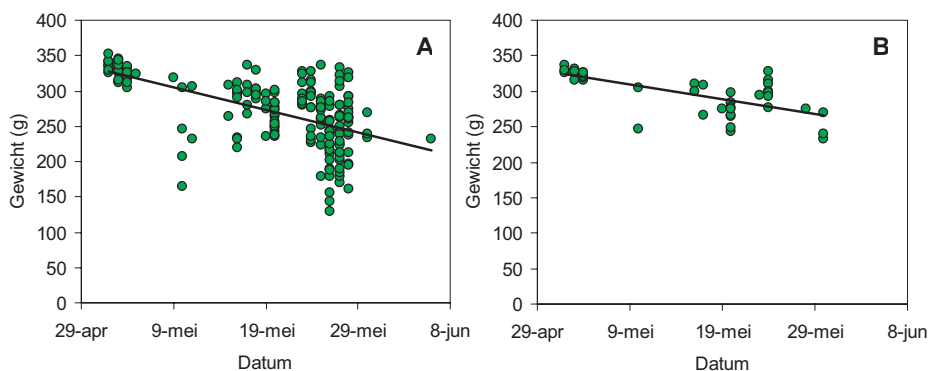 A
400
350
300
250
200
150
100
50
0
Gewicht (g)
29-apr
9-mei
19-mei
29-mei
8-jun
Datum
B
400
350
300
250
200
150
100
50
0
Gewicht (g)
29-apr
9-mei
19-mei
29-mei
8-jun
Datum